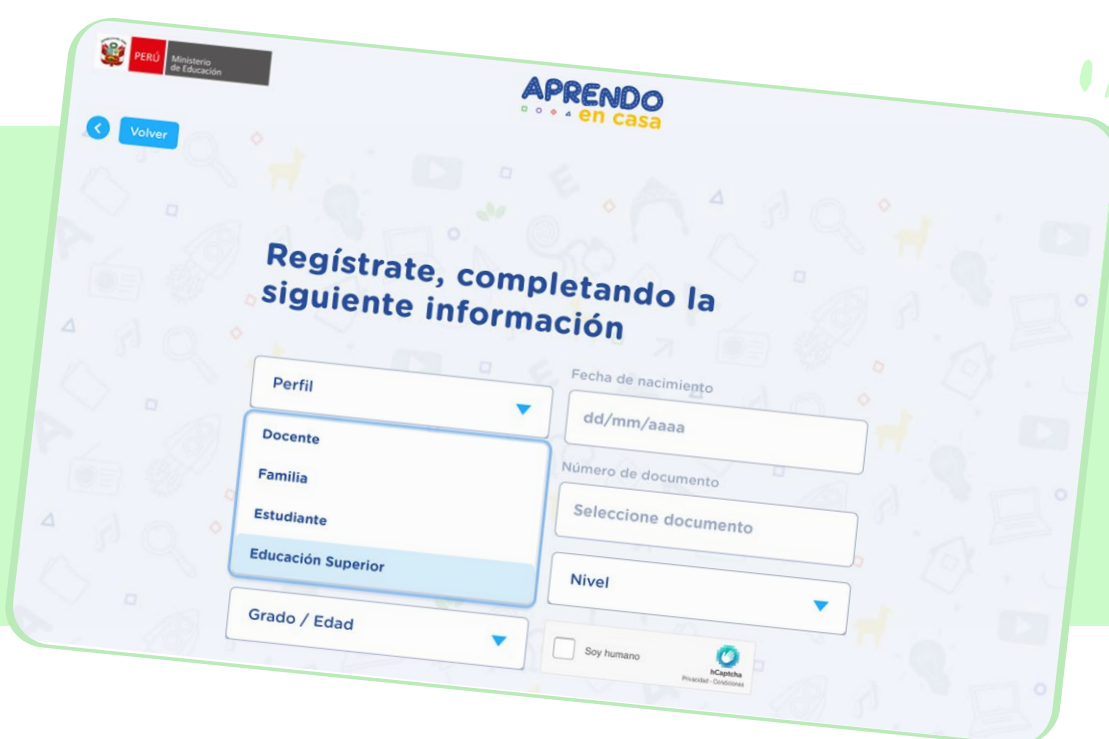 PERÚ
Ministerio
de Educación
APRENDO
en casa
Volver
Regístrate, completando la
siguiente información
Perfil
Docente
Familia
Estudiante
Educación Superior
Grado / Edad
Fecha de nacimiento
dd/mm/aaaa
Número de documento
Seleccione documento
Nivel
Soy humano
hCaptcha
Privacidad - Condiciones